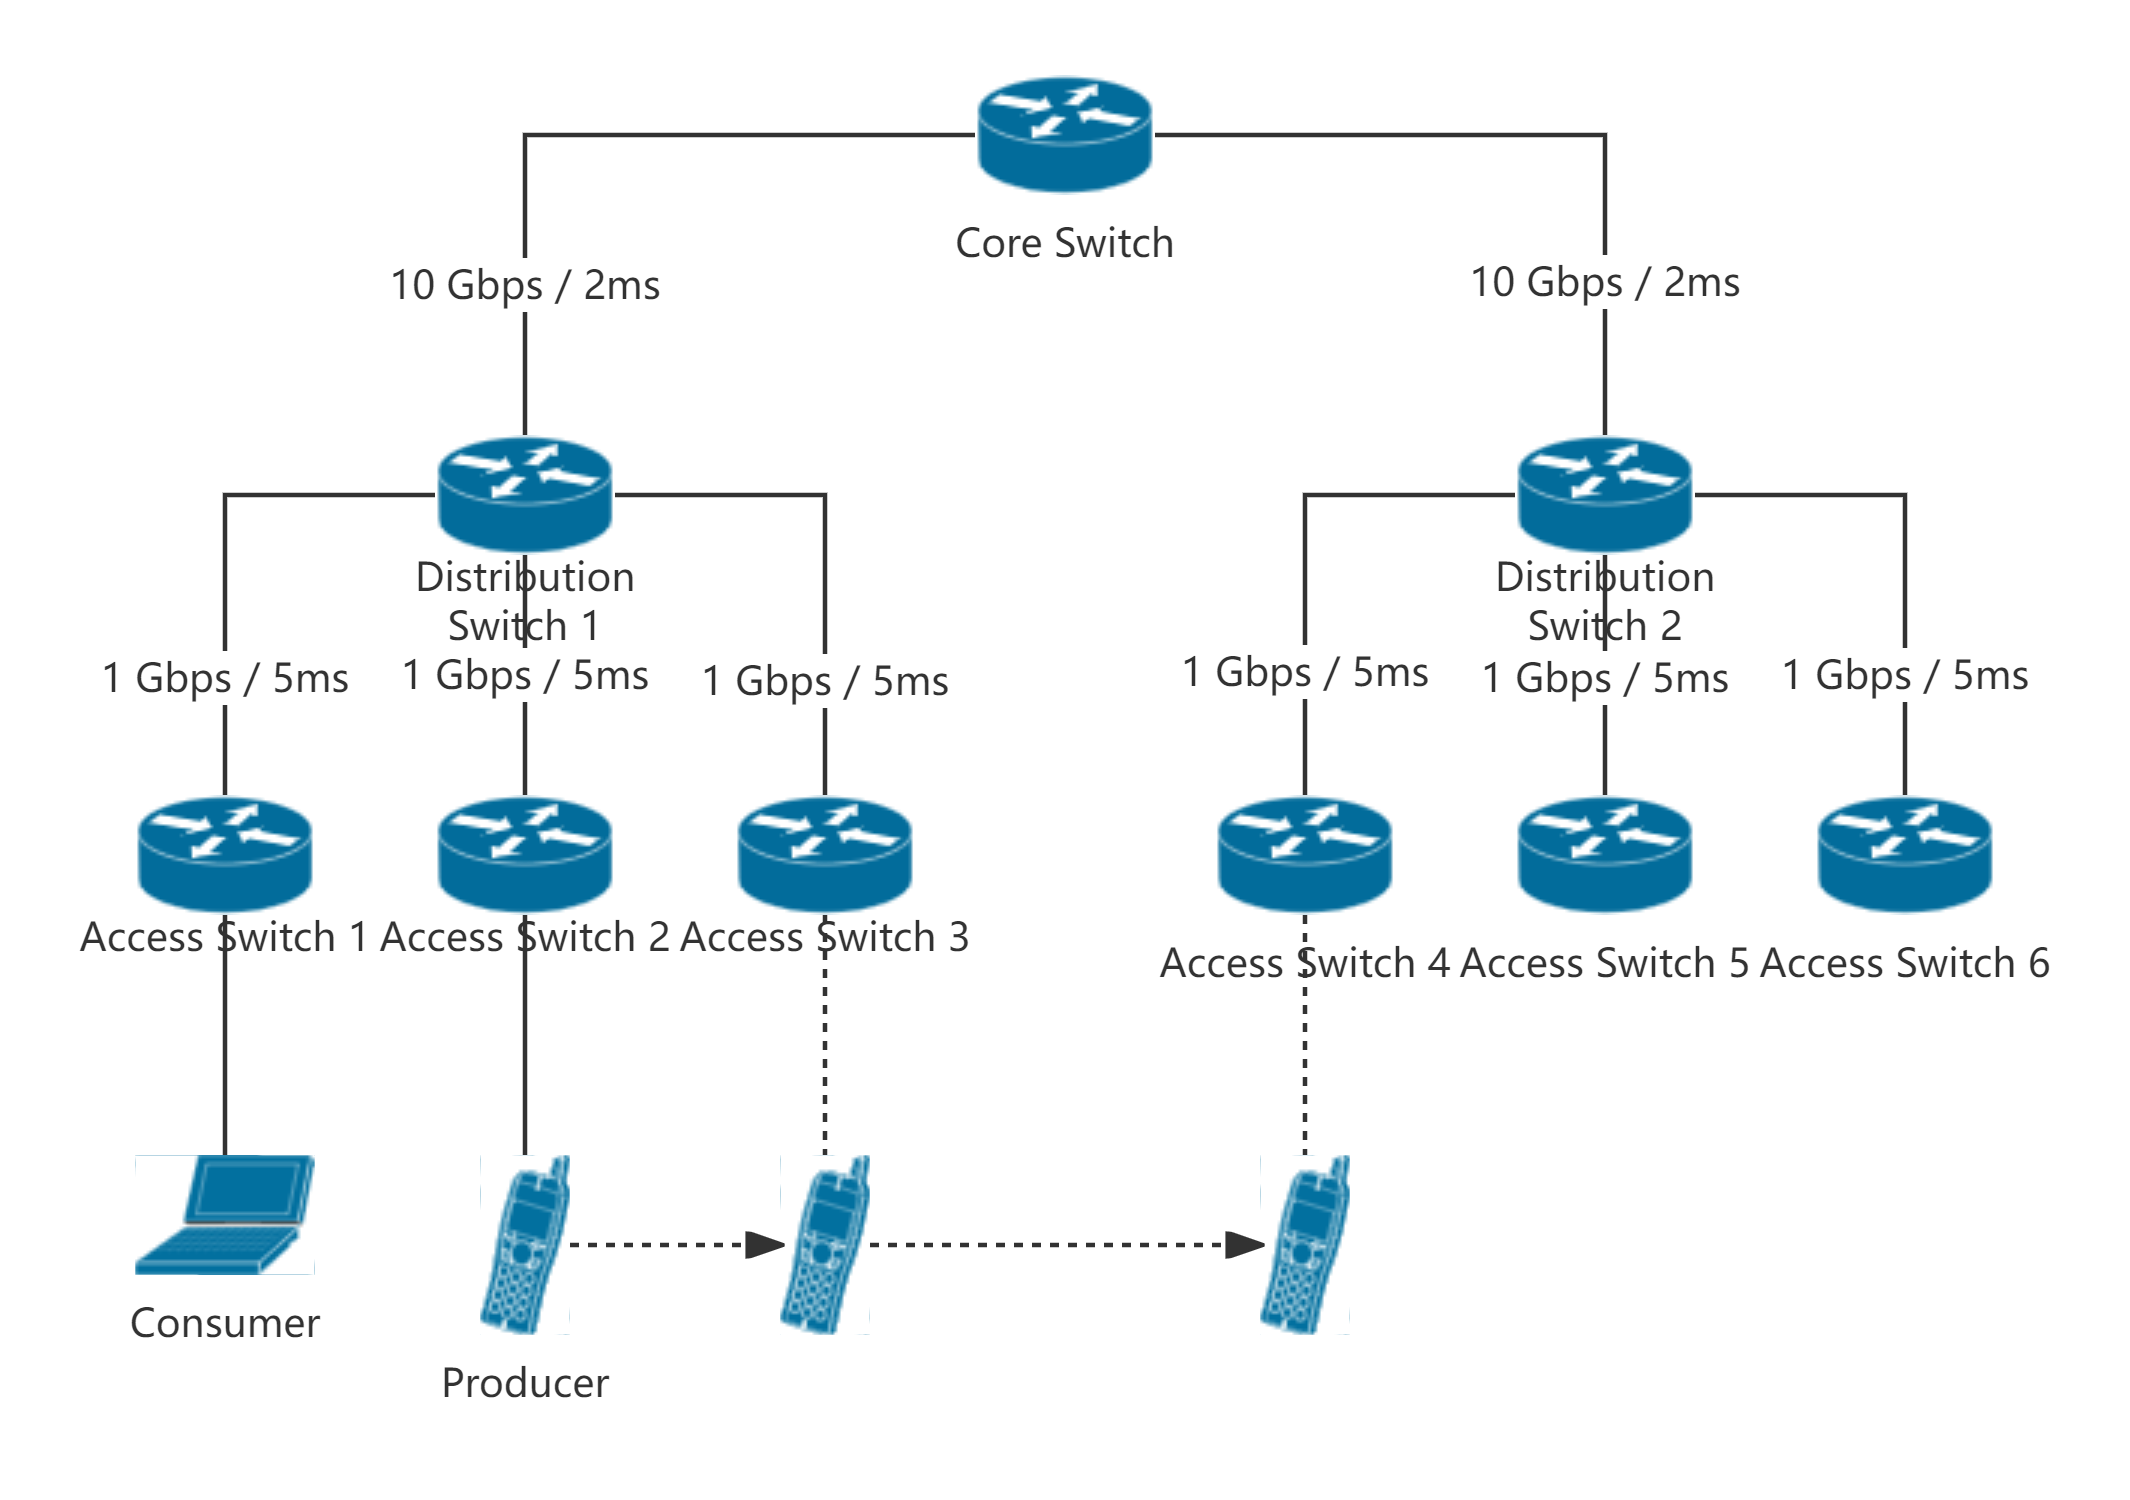 Core Switch
10 Gbps / 2ms
10 Gbps / 2ms
Distribution
Switch 1
Distribution
Switch 2
1 Gbps / 5ms
1 Gbps / 5ms
1 Gbps / 5ms
1 Gbps / 5ms
1 Gbps / 5ms
1 Gbps / 5ms
Access Switch 1
Access Switch 2
Access Switch 3
Access Switch 4
Access Switch 5
Access Switch 6
Consumer
Producer